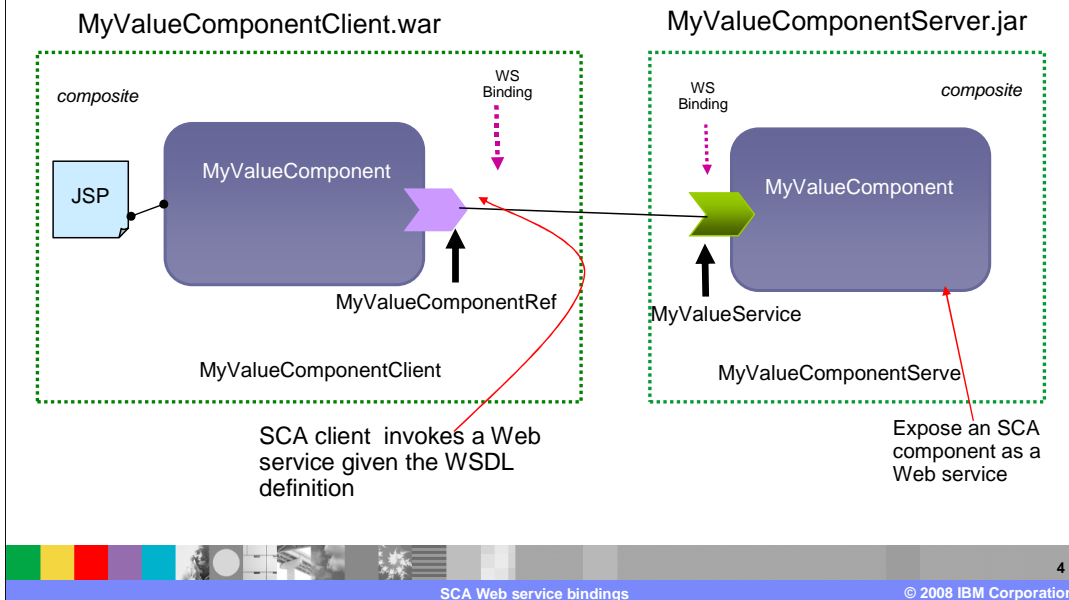 MyValueComponentClient.war
MyValueComponentServer.jar
composite
WS
Binding
WS
Binding
composite
JSP
MyValueComponent
MyValueComponent
MyValueComponentRef
MyValueService
MyValueComponentClient
MyValueComponentServe
SCA client invokes a Web
service given the WSDL
definition
Expose an SCA
component as a
Web service
4
SCA Web service bindings
© 2008 IBM Corporation